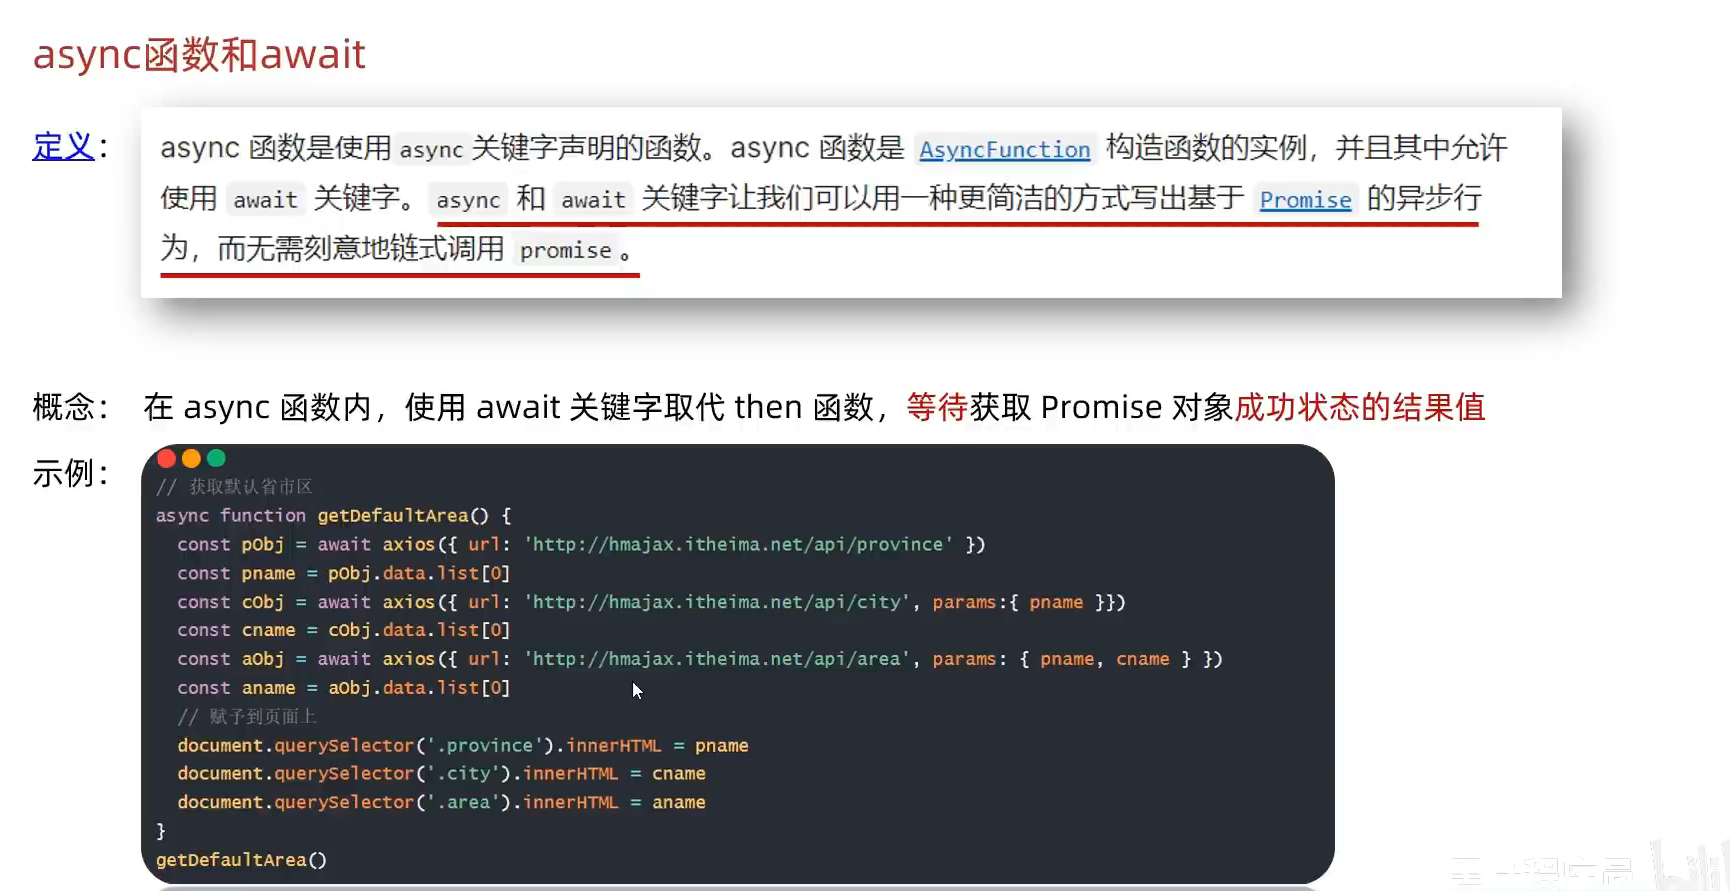 async函数和await
定义：
async 函数是使用 async 关键字声明的函数。async 函数是 AsyncFunction 构造函数的实例，并且其中允许
使用 await 关键字。 async 和 await 关键字让我们可以用一种更简洁的方式写出基于 Promise 的异步行
为，而无需刻意地链式调用 promise 。
概念： 在 async 函数内，使用 await 关键字取代 then 函数，等待获取 Promise 对象成功状态的结果值
示例：
// 获取默认省市区
async function getDefaultArea() {
  const pObj = await axios({ url: 'http://hmajax.itheima.net/api/province' })
  const pname = pObj.data.list[0]
  const cObj = await axios({ url: 'http://hmajax.itheima.net/api/city', params:{ pname }})
  const cname = cObj.data.list[0]
  const aObj = await axios({ url: 'http://hmajax.itheima.net/api/area', params: { pname, cname } })
  const aname = aObj.data.list[0]
  // 赋予到页面上
  document.querySelector('.province').innerHTML = pname
  document.querySelector('.city').innerHTML = cname
  document.querySelector('.area').innerHTML = aname
}
getDefaultArea()